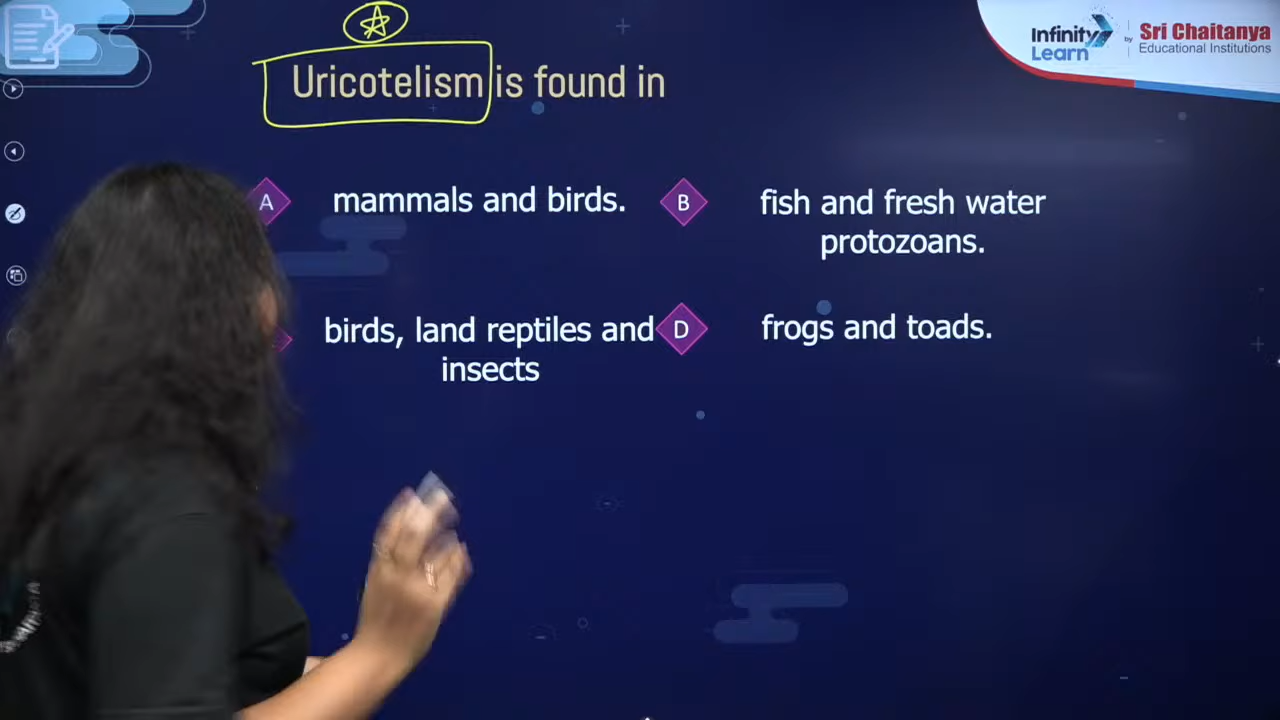 Infinity
Learn
by
Sri Chaitanya
Educational Institutions
Uricotelism is found in
A
mammals and birds.
B
fish and fresh water
protozoans.
birds, land reptiles and
insects
D
frogs and toads.